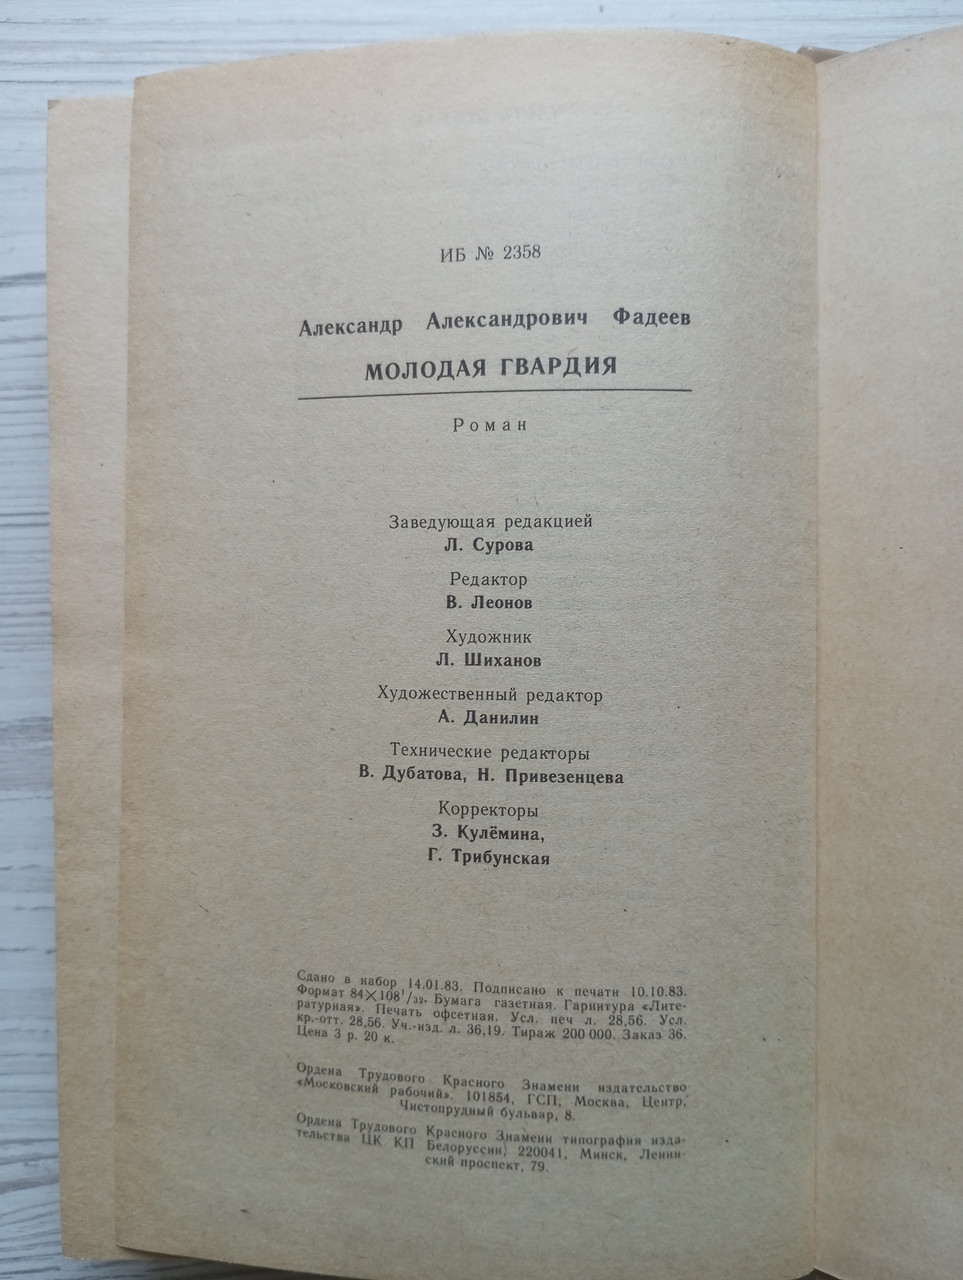 ИБ № 2358
Александр Александрович Фадеев
МОЛОДАЯ ГВАРДИЯ
Роман
Заведующая редакцией
Л. Сурова
Редактор
В. Леонов
Художник
Л. Шиханов
Художественный редактор
А. Данилин
Технические редакторы
В. Дубатова, Н. Привезенцева
Корректоры
З. Кулёмина,
Г. Трибунская
Сдано в набор 14.01.83. Подписано к печати 10.10.83.
Формат 84×108¹/₃₂. Бумага газетная. Гарнитура «Лите-
ратурная». Печать офсетная. Усл. печ л. 28,56. Усл.
кр.-отт. 28,56. Уч.-изд. л. 36,19. Тираж 200 000. Заказ 36.
Цена 3 р. 20 к.
Ордена Трудового Красного Знамени издательство
«Московский рабочий». 101854, ГСП, Москва, Центр,
Чистопрудный бульвар, 8.
Ордена Трудового Красного Знамени типография изда-
тельства ЦК КП Белоруссии, 220041, Минск, Ленин-
ский проспект, 79.